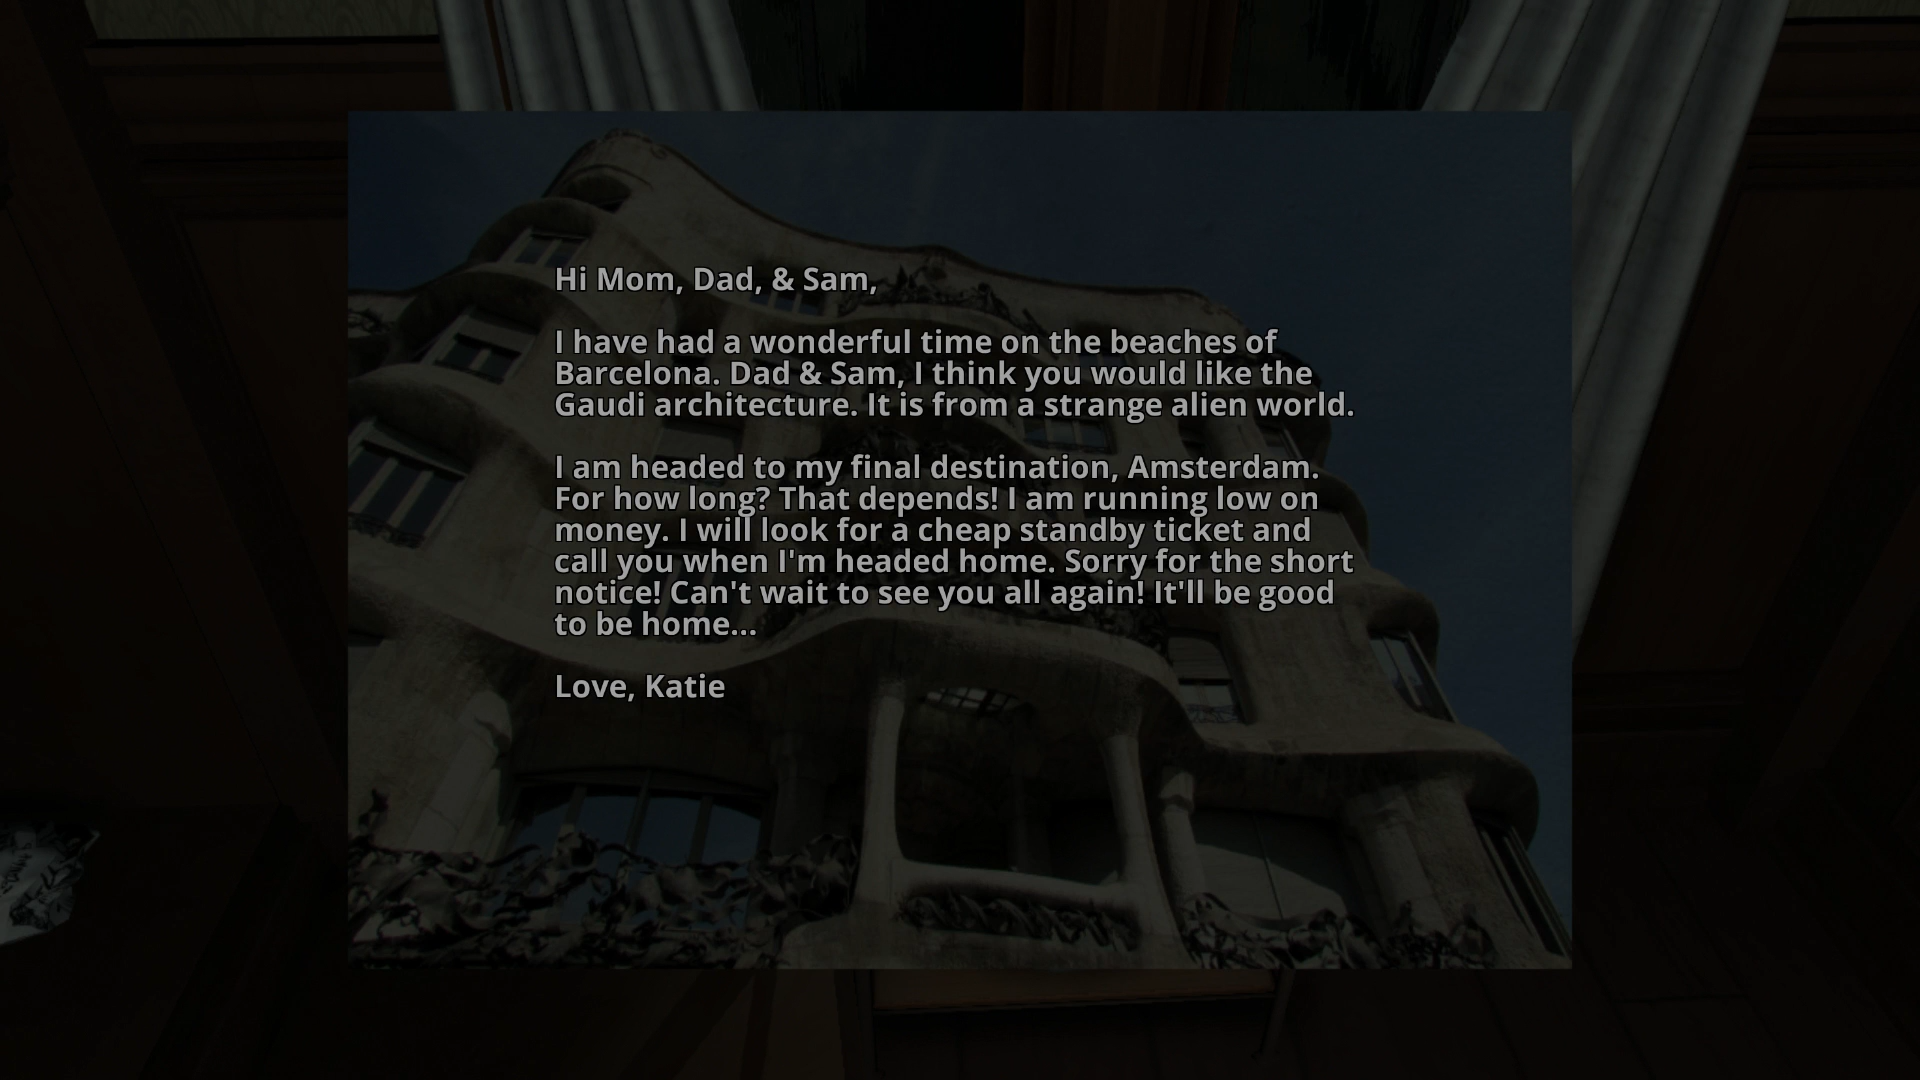 Hi Mom, Dad, & Sam,
I have had a wonderful time on the beaches of
Barcelona. Dad & Sam, I think you would like the
Gaudi architecture. It is from a strange alien world.
I am headed to my final destination, Amsterdam.
For how long? That depends! I am running low on
money. I will look for a cheap standby ticket and
call you when I'm headed home. Sorry for the short
notice! Can't wait to see you all again! It'll be good
to be home...
Love, Katie